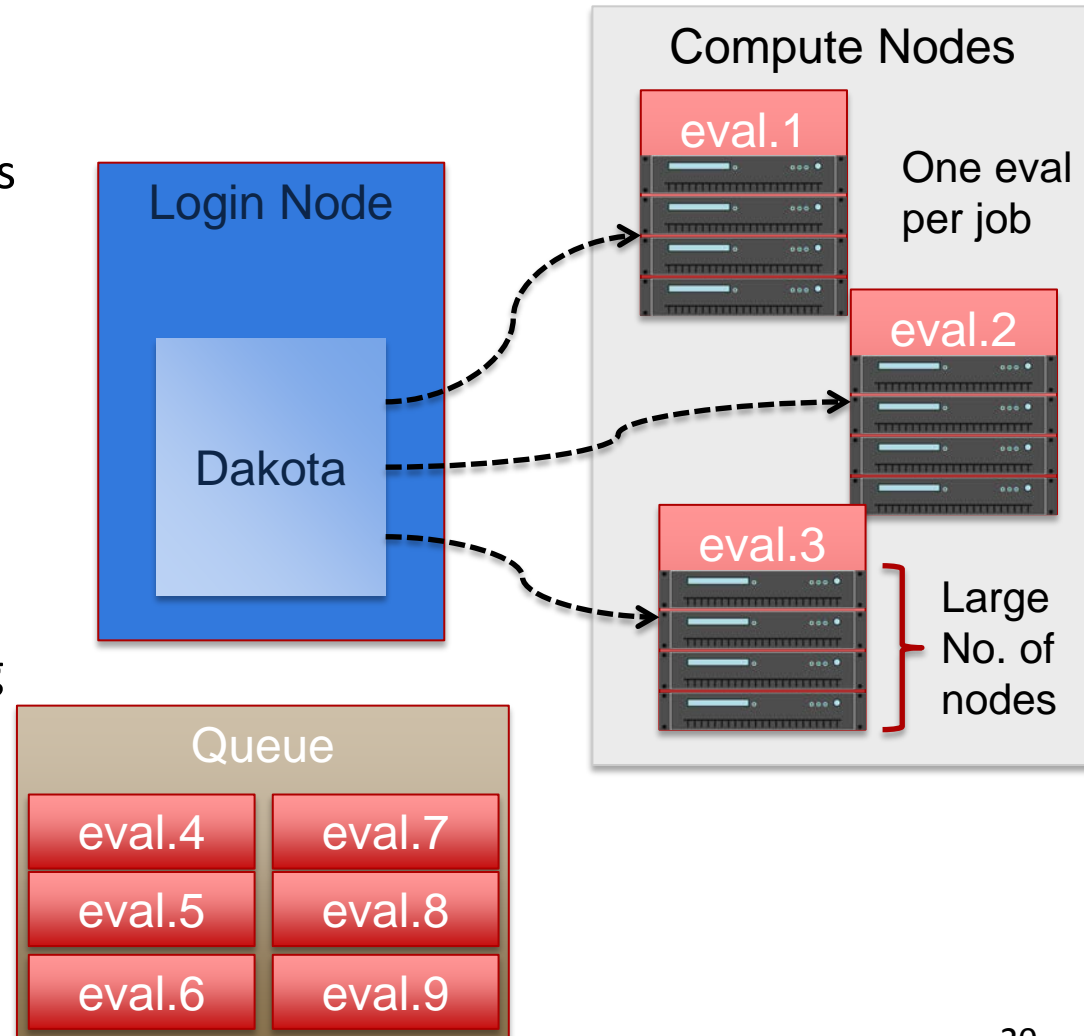 Compute Nodes
eval.1
One eval
per job
s
Login Node
eval.2
Dakota
eval.3
Large
No. of
nodes
g
Queue
eval.4
eval.7
eval.5
eval.8
eval.6
eval.9